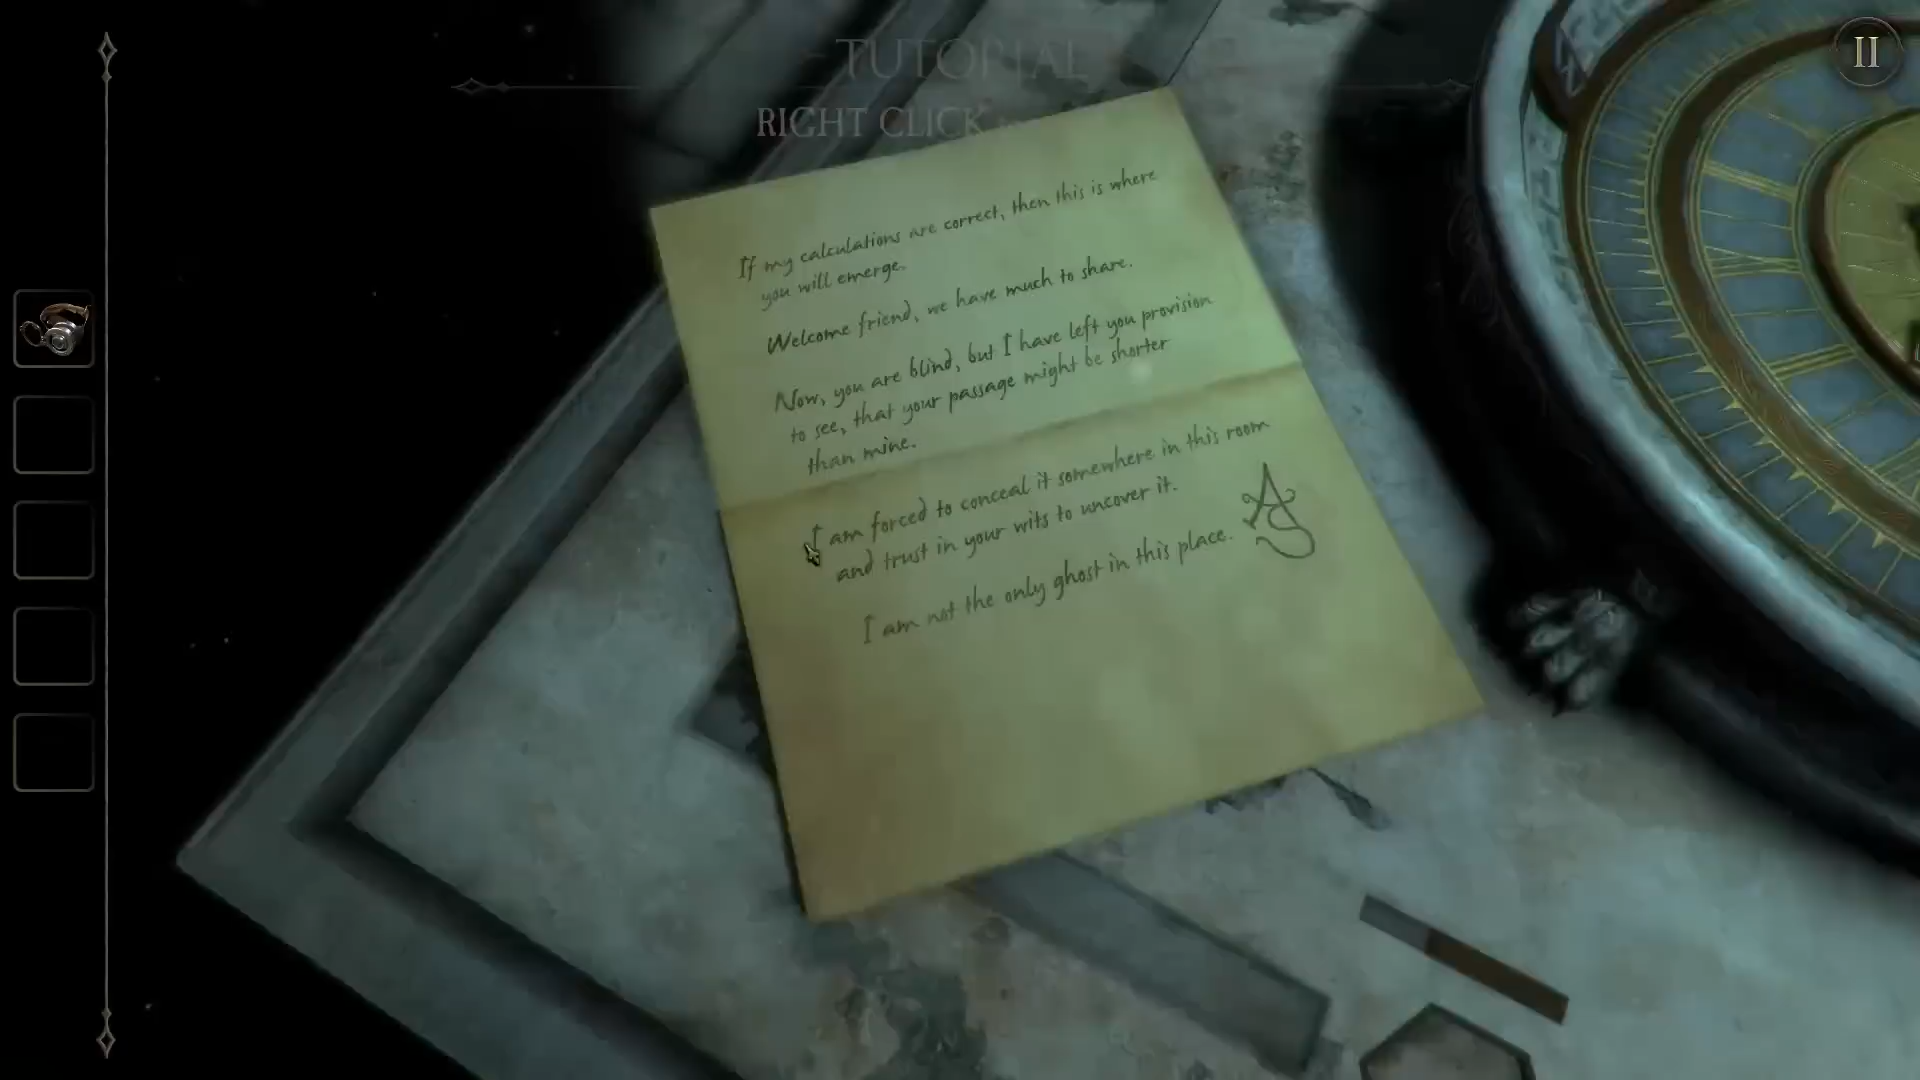 TUTORIAL
RIGHT CLICK
II
If my calculations are correct, then this is where
you will emerge.
Welcome friend, we have much to share.
Now, you are blind, but I have left you provision
to see, that your passage might be shorter
than mine.
I am forced to conceal it somewhere in this room
and trust in your wits to uncover it.
I am not the only ghost in this place.
AS